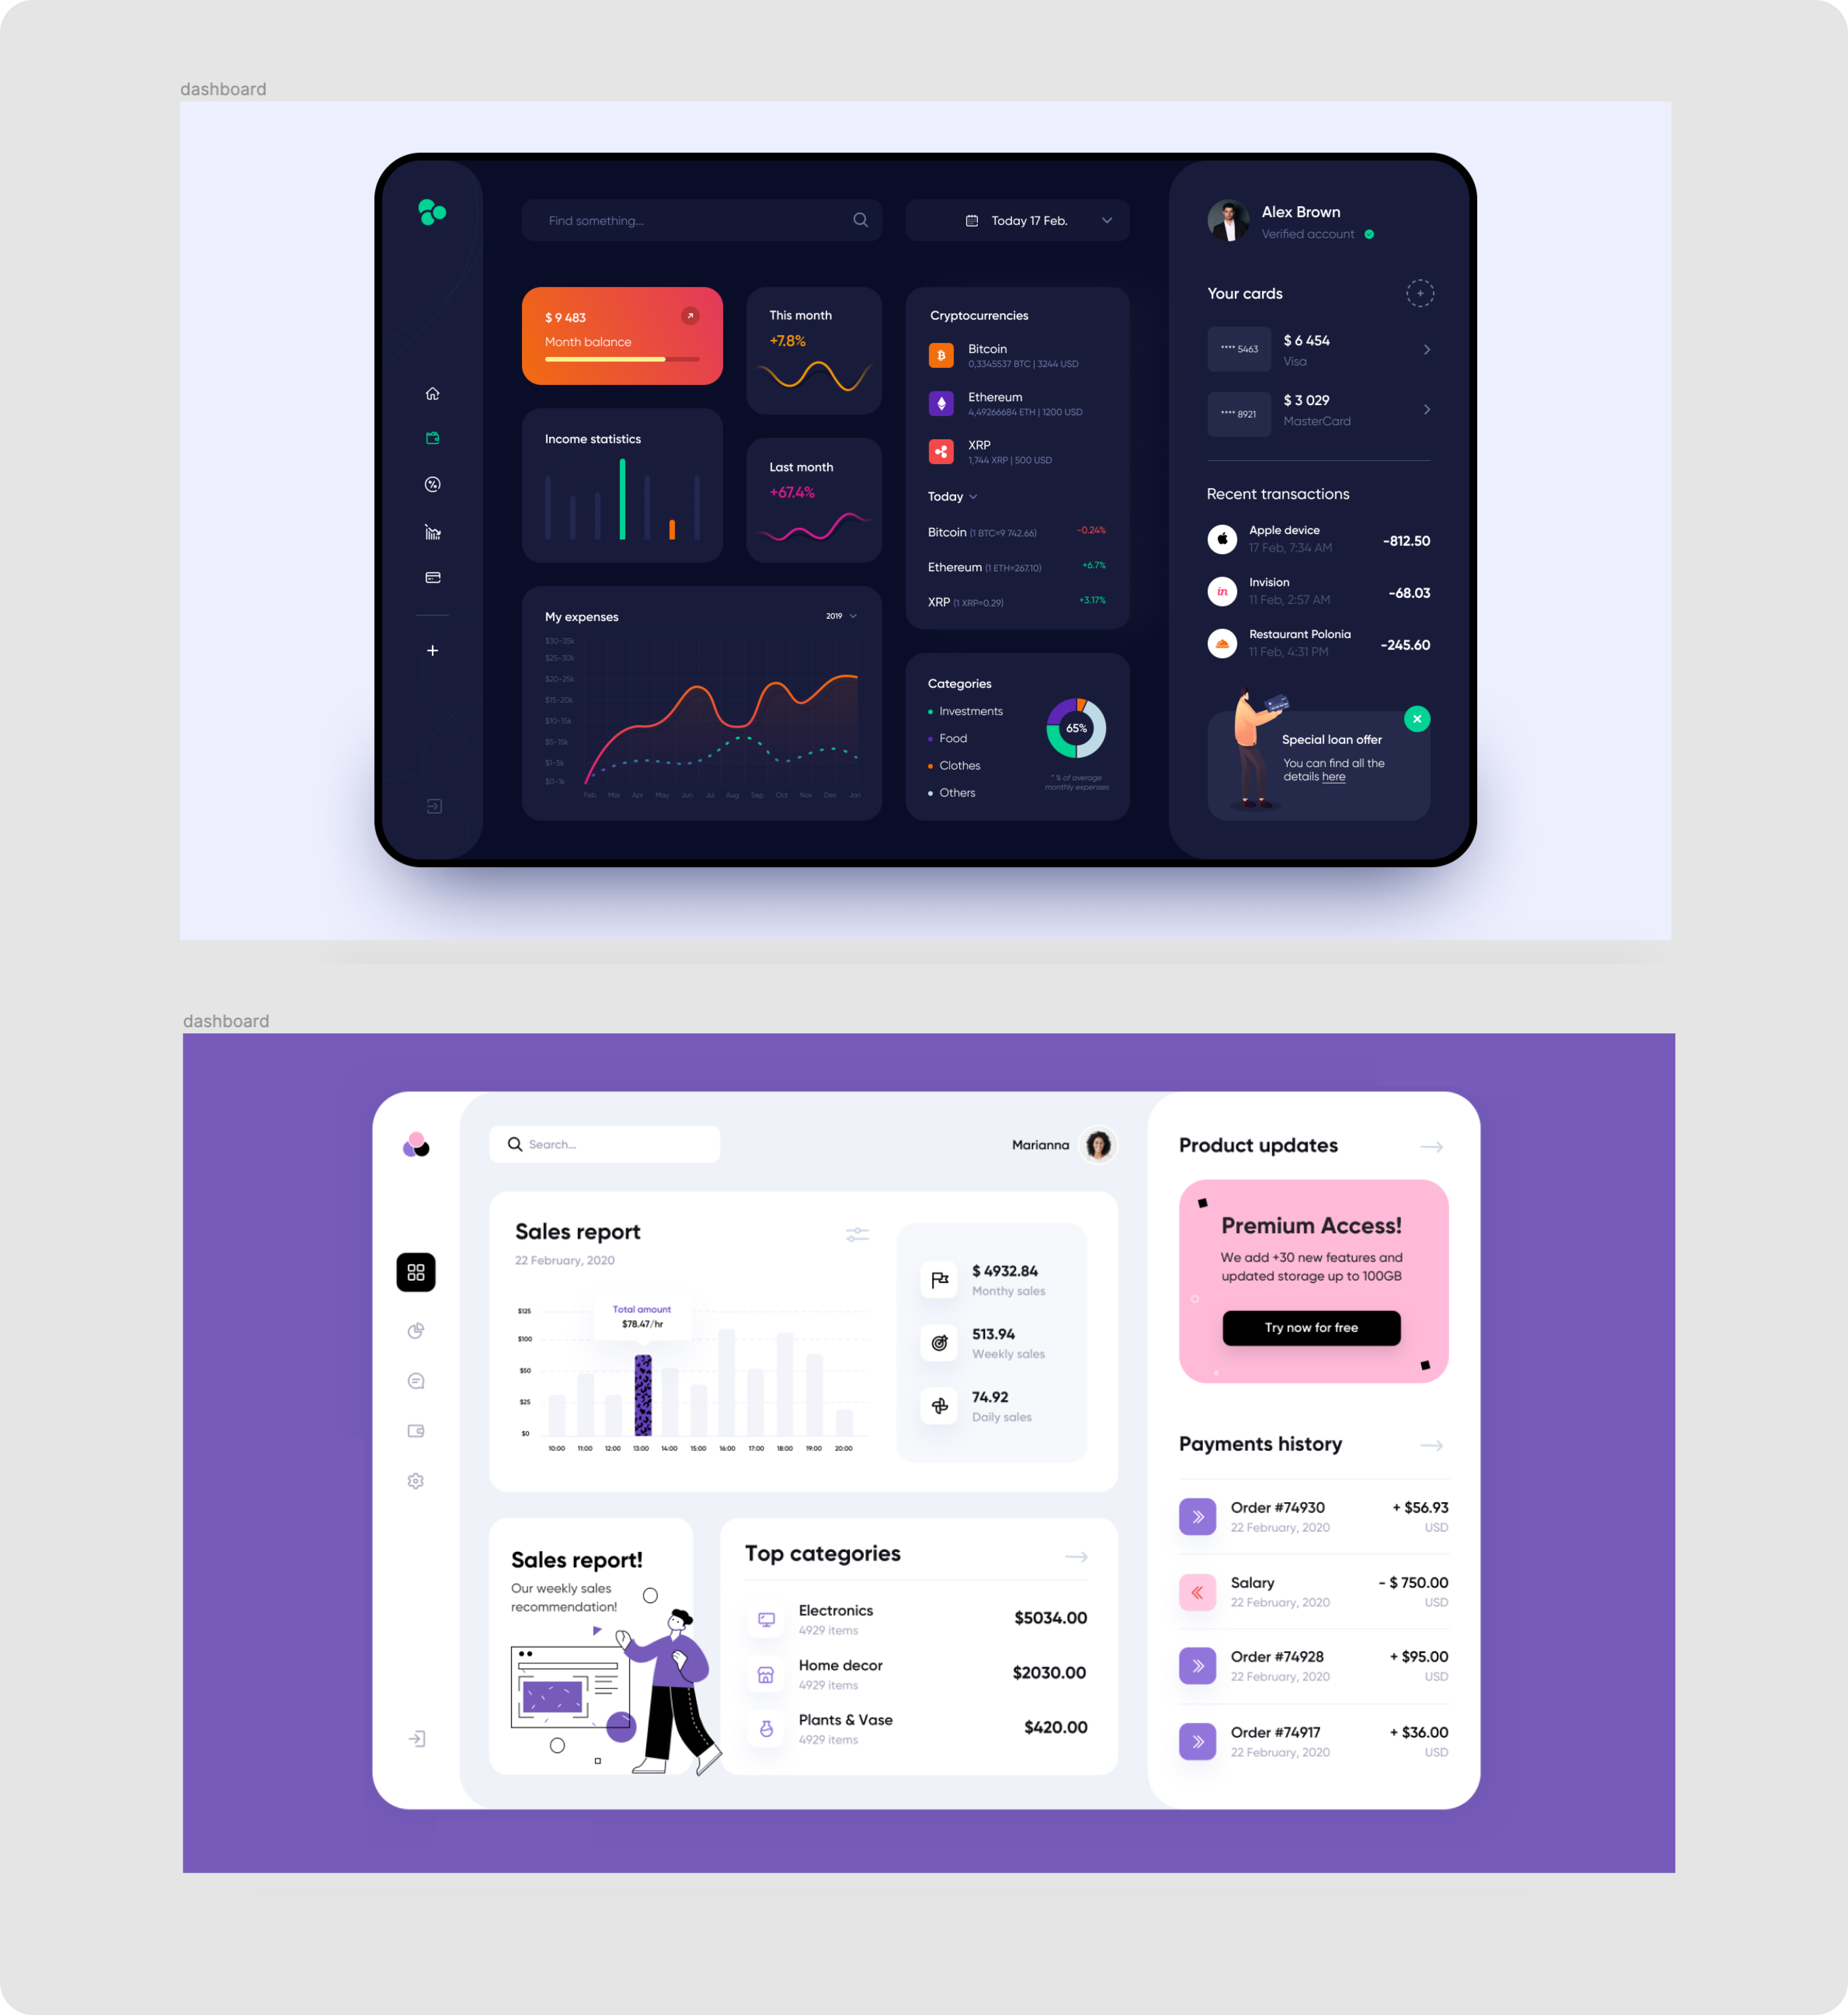 dashboard
Find something...
Today 17 Feb.
Alex Brown
Verified account
$ 9 483
Month balance
This month
+7.8%
Cryptocurrencies
Bitcoin
0,3345537 BTC | 3244 USD
Ethereum
4,49266684 ETH | 1200 USD
XRP
1,744 XRP | 500 USD
Today
Bitcoin (1 BTC=9 742.66) -0.24%
Ethereum (1 ETH=267.10) +6.7%
XRP (1 XRP=0.29) +3.17%
Your cards
+
**** 5463
$ 6 454
Visa
**** 8921
$ 3 029
MasterCard
Income statistics
Last month
+67.4%
Recent transactions
Apple device
17 Feb, 7:34 AM
-812.50
in
Invision
11 Feb, 2:57 AM
-68.03
Restaurant Polonia
11 Feb, 4:31 PM
-245.60
My expenses
2019
$30-35k
$25-30k
$20-25k
$15-20k
$10-15k
$5-15k
$1-5k
$0-1k
Feb Mar Apr May Jun Jul Aug Sep Oct Nov Dec Jan
Categories
Investments
Food
Clothes
Others
65%
* % of average
monthly expenses
Special loan offer
You can find all the
details here
dashboard
Search...
Marianna
Sales report
22 February, 2020
$125
$100
$50
$25
$0
Total amount
$78.47/hr
10:00 11:00 12:00 13:00 14:00 15:00 16:00 17:00 18:00 19:00 20:00
$ 4932.84
Monthy sales
513.94
Weekly sales
74.92
Daily sales
Product updates
Premium Access!
We add +30 new features and
updated storage up to 100GB
Try now for free
Payments history
Order #74930 + $56.93
22 February, 2020 USD
Salary - $ 750.00
22 February, 2020 USD
Order #74928 + $95.00
22 February, 2020 USD
Order #74917 + $36.00
22 February, 2020 USD
Sales report!
Our weekly sales
recommendation!
Top categories
Electronics
4929 items
$5034.00
Home decor
4929 items
$2030.00
Plants & Vase
4929 items
$420.00